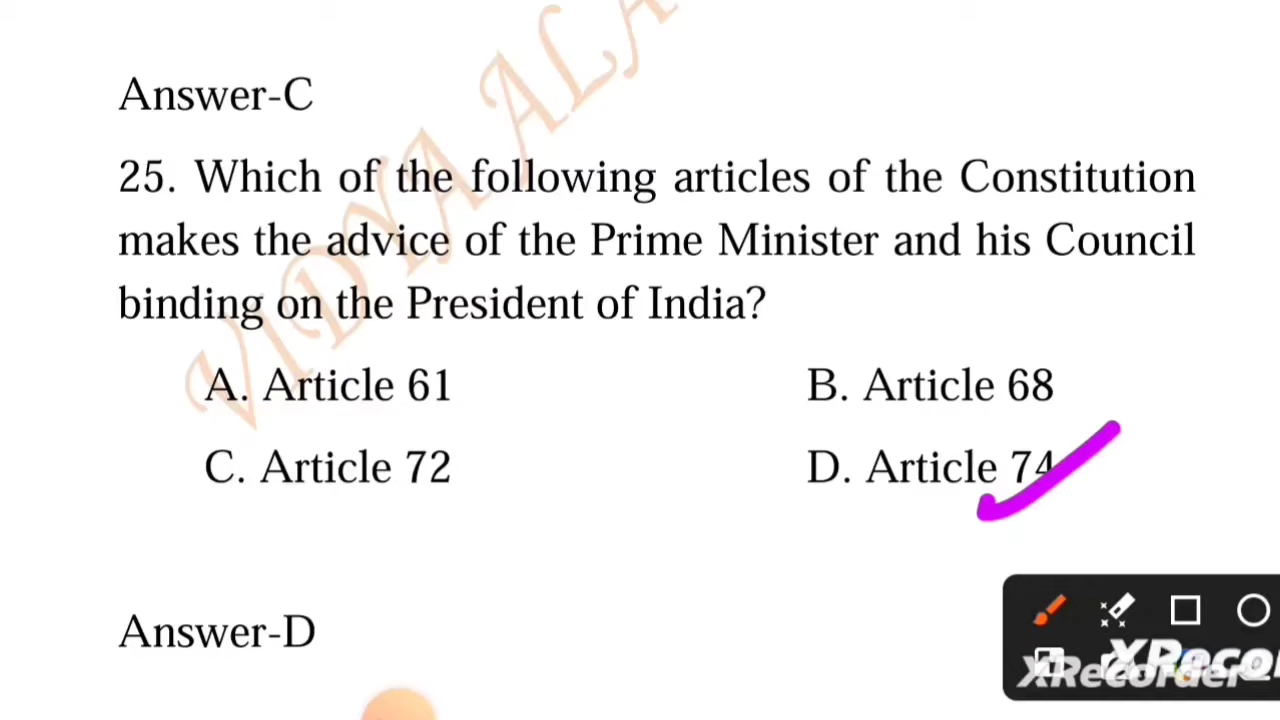 Answer-C
25. Which of the following articles of the Constitution
makes the advice of the Prime Minister and his Council
binding on the President of India?
A. Article 61 B. Article 68
C. Article 72 D. Article 74
Answer-D
VIDYA ALA
XRecor
XRecorder